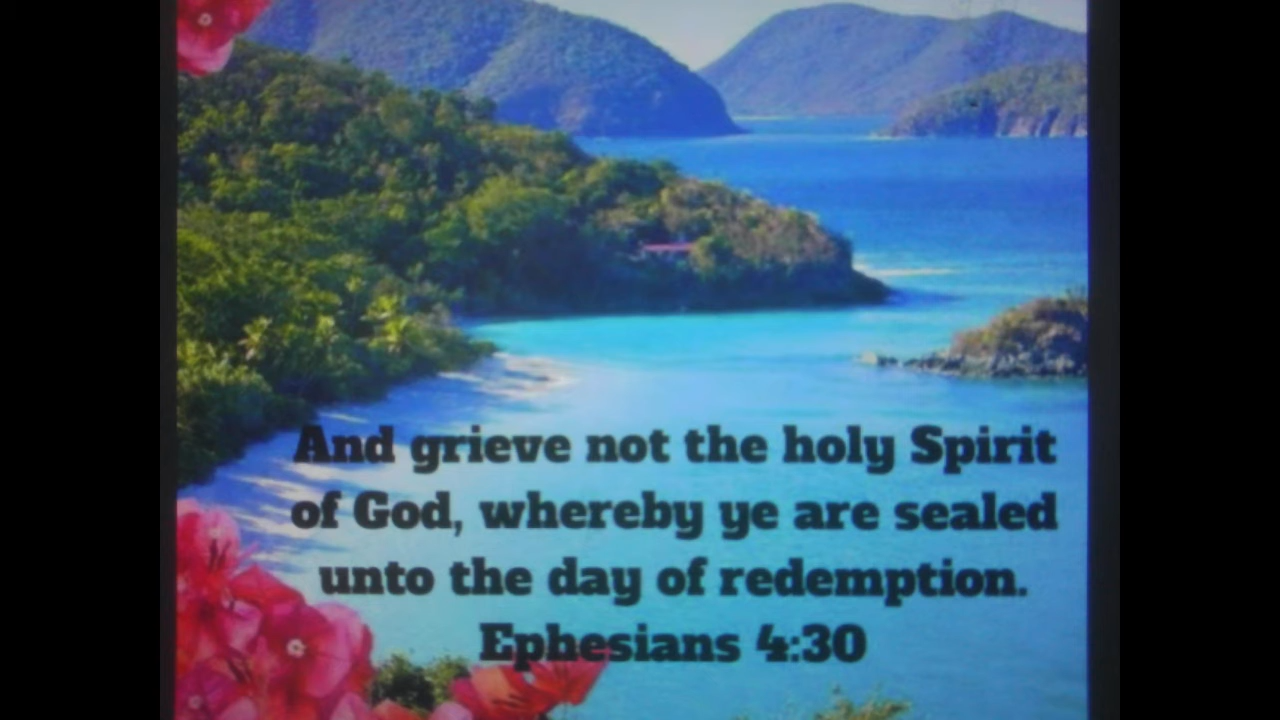 And grieve not the holy Spirit
of God, whereby ye are sealed
unto the day of redemption.
Ephesians 4:30